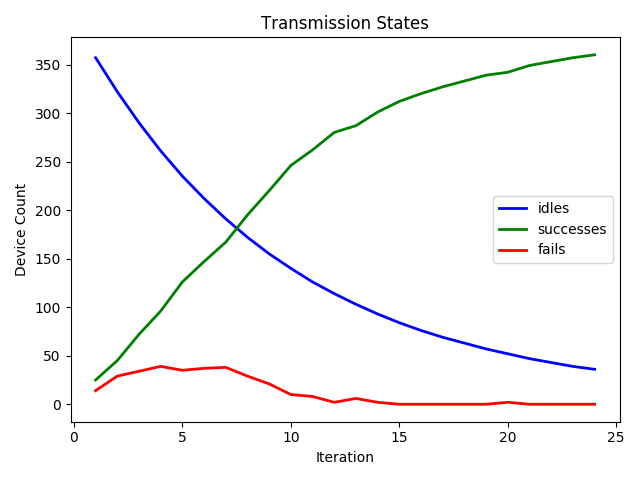 Transmission States
Device Count
350
300
250
200
150
100
50
0
idles
successes
fails
0 5 10 15 20 25
Iteration